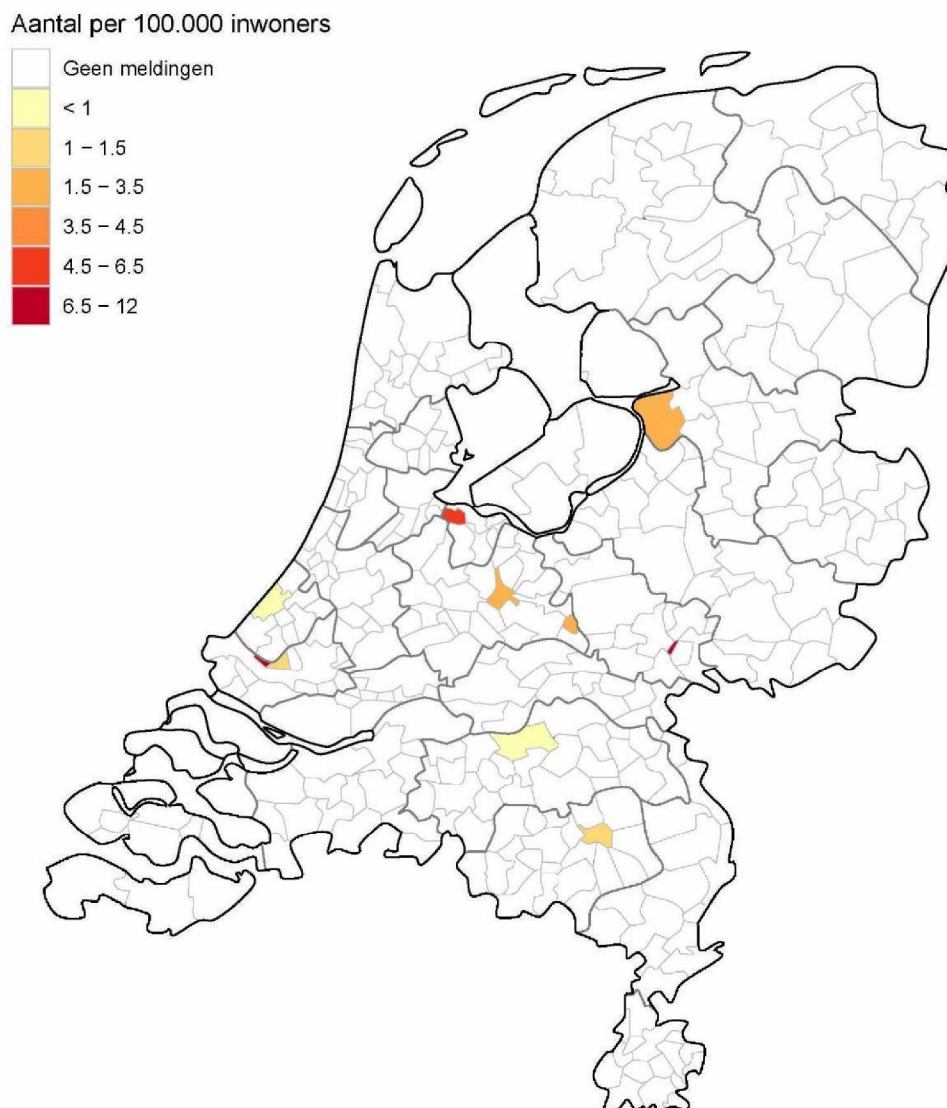 Aantal per 100.000 inwoners
Geen meldingen
< 1
1 − 1.5
1.5 − 3.5
3.5 − 4.5
4.5 − 6.5
6.5 − 12